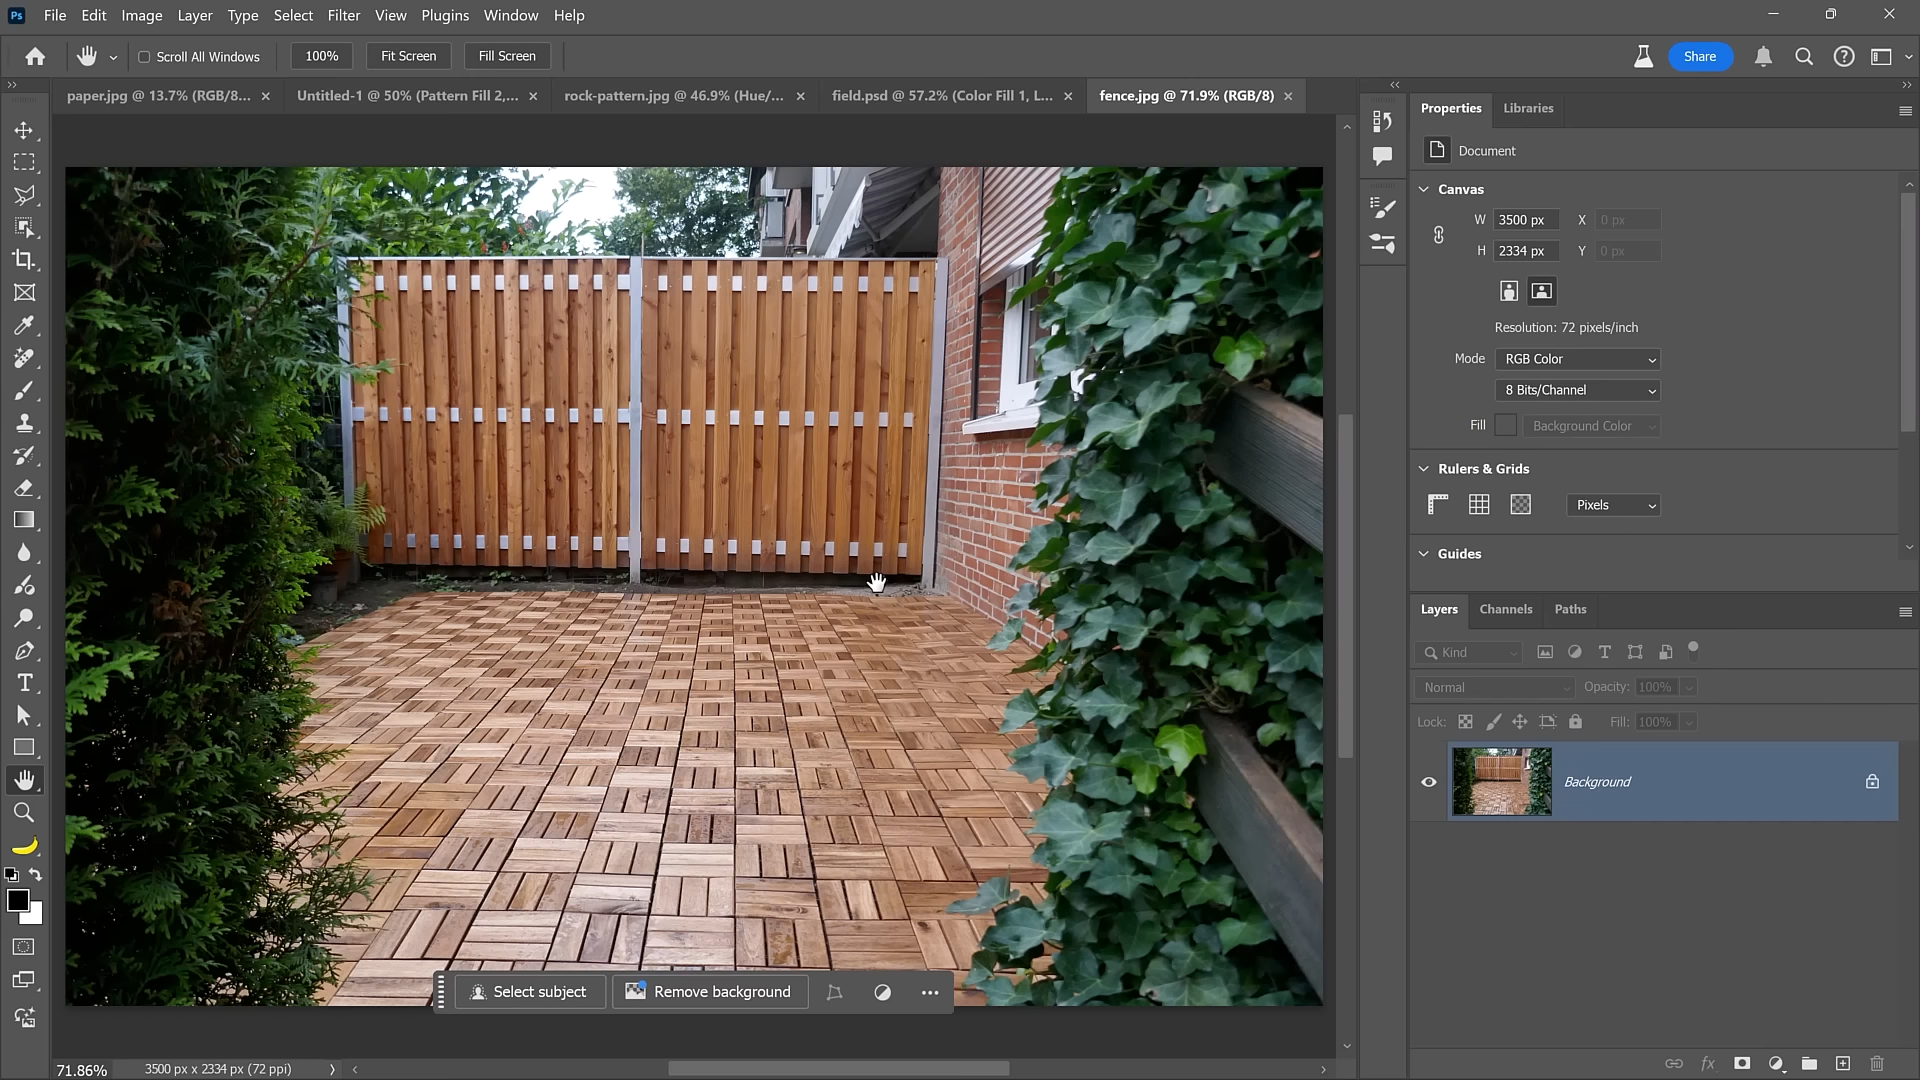 Ps File Edit Image Layer Type Select Filter View Plugins Window Help
Scroll All Windows 100% Fit Screen Fill Screen Share
paper.jpg @ 13.7% (RGB/8... Untitled-1 @ 50% (Pattern Fill 2,... rock-pattern.jpg @ 46.9% (Hue/... field.psd @ 57.2% (Color Fill 1, L... fence.jpg @ 71.9% (RGB/8)
Properties Libraries
Document
Canvas
W 3500 px X 0 px
H 2334 px Y 0 px
Resolution: 72 pixels/inch
Mode RGB Color
8 Bits/Channel
Fill Background Color
Rulers & Grids
Pixels
Guides
Layers Channels Paths
Kind
Normal Opacity: 100%
Lock: Fill: 100%
Background
Select subject Remove background
71.86% 3500 px x 2334 px (72 ppi)